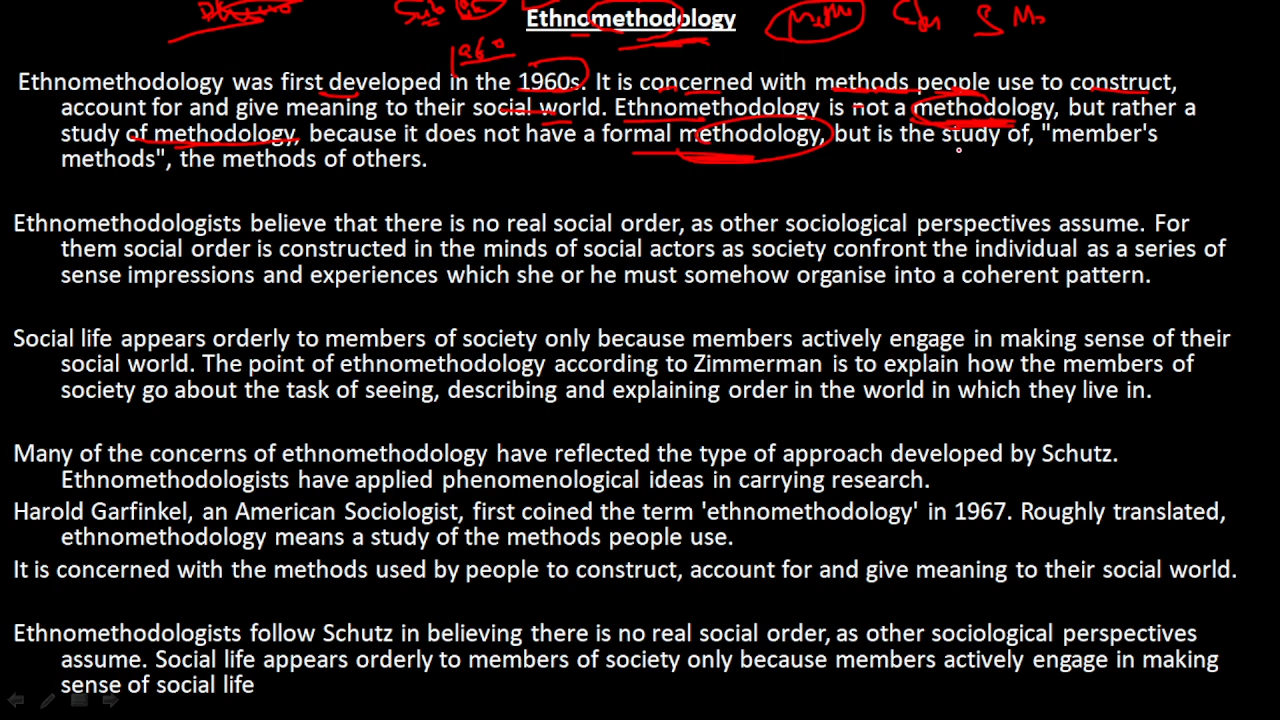 Ethnomethodology
1960
Ethnomethodology was first developed in the 1960s. It is concerned with methods people use to construct,
account for and give meaning to their social world. Ethnomethodology is not a methodology, but rather a
study of methodology, because it does not have a formal methodology, but is the study of, "member's
methods", the methods of others.
Ethnomethodologists believe that there is no real social order, as other sociological perspectives assume. For
them social order is constructed in the minds of social actors as society confront the individual as a series of
sense impressions and experiences which she or he must somehow organise into a coherent pattern.
Social life appears orderly to members of society only because members actively engage in making sense of their
social world. The point of ethnomethodology according to Zimmerman is to explain how the members of
society go about the task of seeing, describing and explaining order in the world in which they live in.
Many of the concerns of ethnomethodology have reflected the type of approach developed by Schutz.
Ethnomethodologists have applied phenomenological ideas in carrying research.
Harold Garfinkel, an American Sociologist, first coined the term 'ethnomethodology' in 1967. Roughly translated,
ethnomethodology means a study of the methods people use.
It is concerned with the methods used by people to construct, account for and give meaning to their social world.
Ethnomethodologists follow Schutz in believing there is no real social order, as other sociological perspectives
assume. Social life appears orderly to members of society only because members actively engage in making
sense of social life